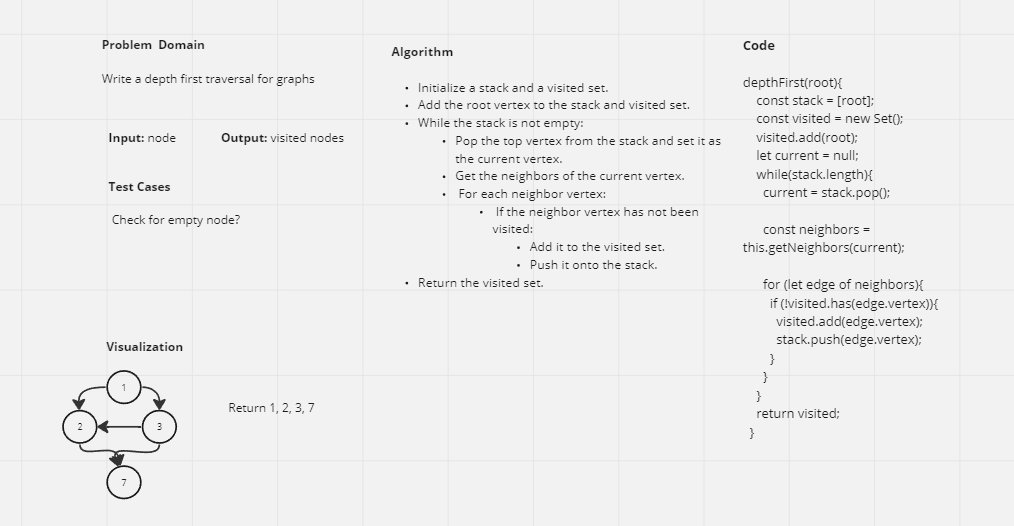 Problem Domain
Write a depth first traversal for graphs
Input: node
Output: visited nodes
Test Cases
Check for empty node?
Visualization
1
2
3
7
Return 1, 2, 3, 7
Algorithm
• Initialize a stack and a visited set.
• Add the root vertex to the stack and visited set.
• While the stack is not empty:
• Pop the top vertex from the stack and set it as
the current vertex.
• Get the neighbors of the current vertex.
• For each neighbor vertex:
• If the neighbor vertex has not been
visited:
• Add it to the visited set.
• Push it onto the stack.
• Return the visited set.
Code
depthFirst(root){
const stack = [root];
const visited = new Set();
visited.add(root);
let current = null;
while(stack.length){
current = stack.pop();
const neighbors =
this.getNeighbors(current);
for (let edge of neighbors){
if (!visited.has(edge.vertex)){
visited.add(edge.vertex);
stack.push(edge.vertex);
}
}
}
return visited;
}